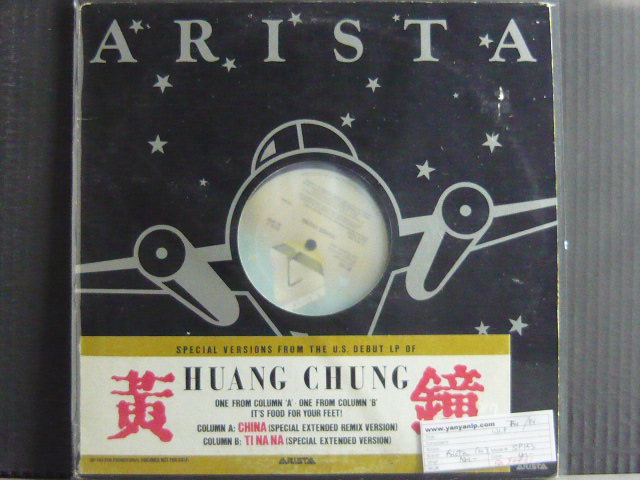 ARISTA
SPECIAL VERSIONS FROM THE U.S. DEBUT LP OF
黃 HUANG CHUNG 鐘
ONE FROM COLUMN 'A' · ONE FROM COLUMN 'B'
IT'S FOOD FOR YOUR FEET!
COLUMN A: CHINA (SPECIAL EXTENDED REMIX VERSION)
COLUMN B: TI NA NA (SPECIAL EXTENDED VERSION)
ARISTA
www.yanyanlp.com